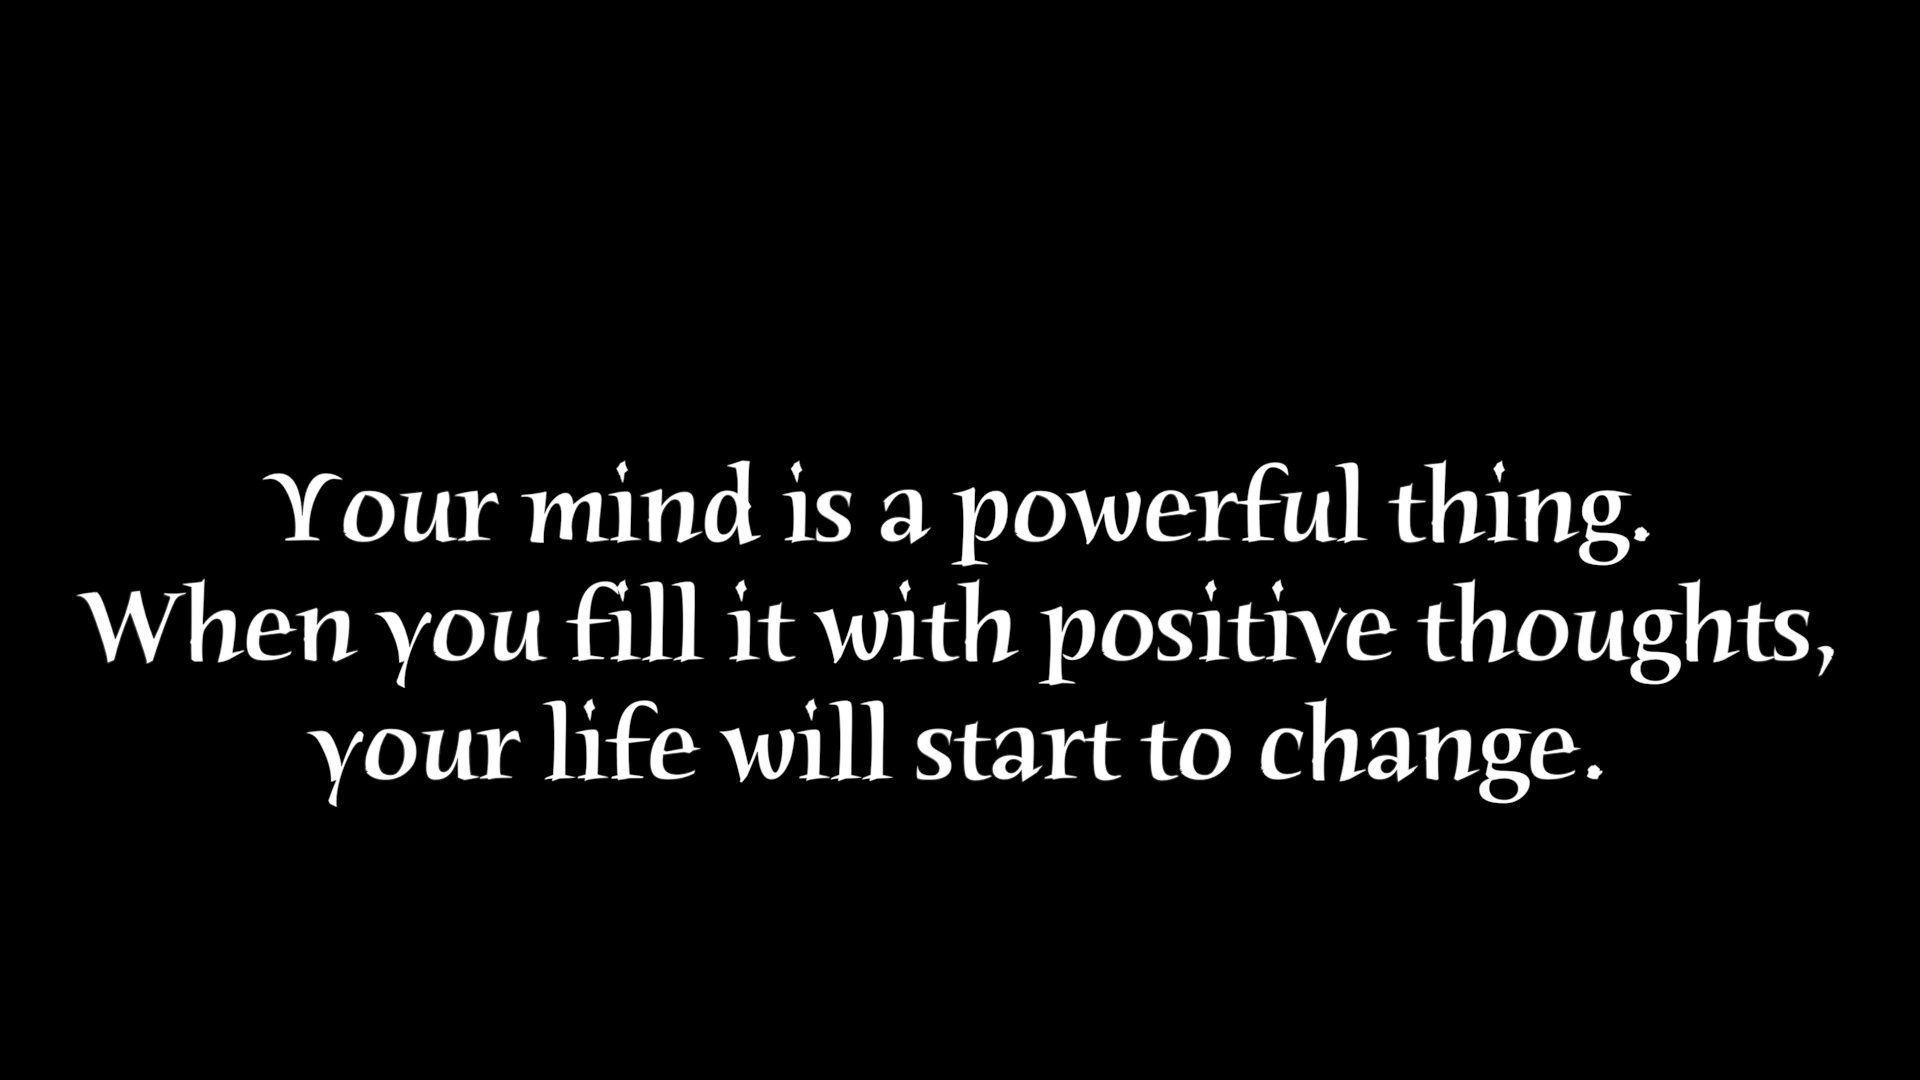 Your mind is a powerful thing.
When you fill it with positive thoughts,
your life will start to change.